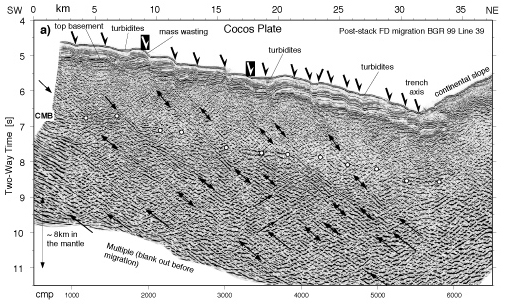 SW 0 km 5 10 15 20 25 30 35 NE
4
a) top basement turbidites mass wasting Cocos Plate Post-stack FD migration BGR 99 Line 39
turbidites
turbidites
trench
axis
continental slope
5
6
CMB
7
Two-Way Time [s]
8
9
10
~ 8km in
the mantle
Multiple (blank out before
migration)
11
cmp 1000 2000 3000 4000 5000 6000